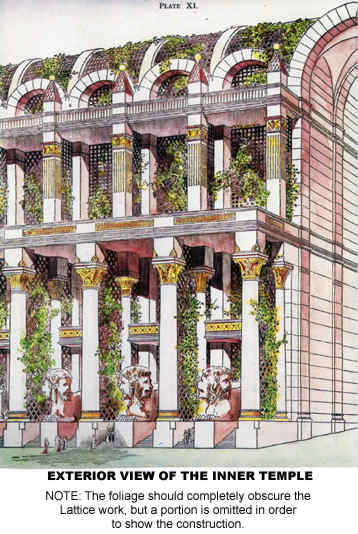 PLATE XI.
EXTERIOR VIEW OF THE INNER TEMPLE
NOTE: The foliage should completely obscure the
Lattice work, but a portion is omitted in order
to show the construction.